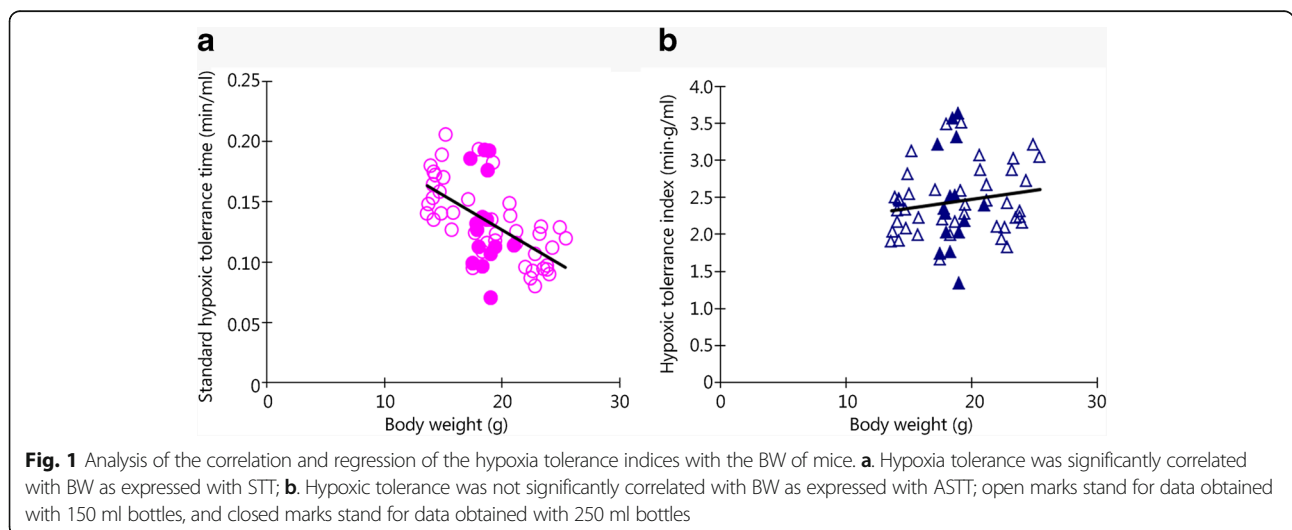 a
b
Standard hypoxic tolerrance time (min/ml)
0.25
0.20
0.15
0.10
0.05
0
0
10
20
30
Body weight (g)
Hypoxic tolerrance index (min·g/ml)
4.0
3.5
3.0
2.5
2.0
1.5
1.0
0.5
0
0
10
20
30
Body weight (g)
Fig. 1 Analysis of the correlation and regression of the hypoxia tolerance indices with the BW of mice. a. Hypoxia tolerance was significantly correlated
with BW as expressed with STT; b. Hypoxic tolerance was not significantly correlated with BW as expressed with ASTT; open marks stand for data obtained
with 150 ml bottles, and closed marks stand for data obtained with 250 ml bottles